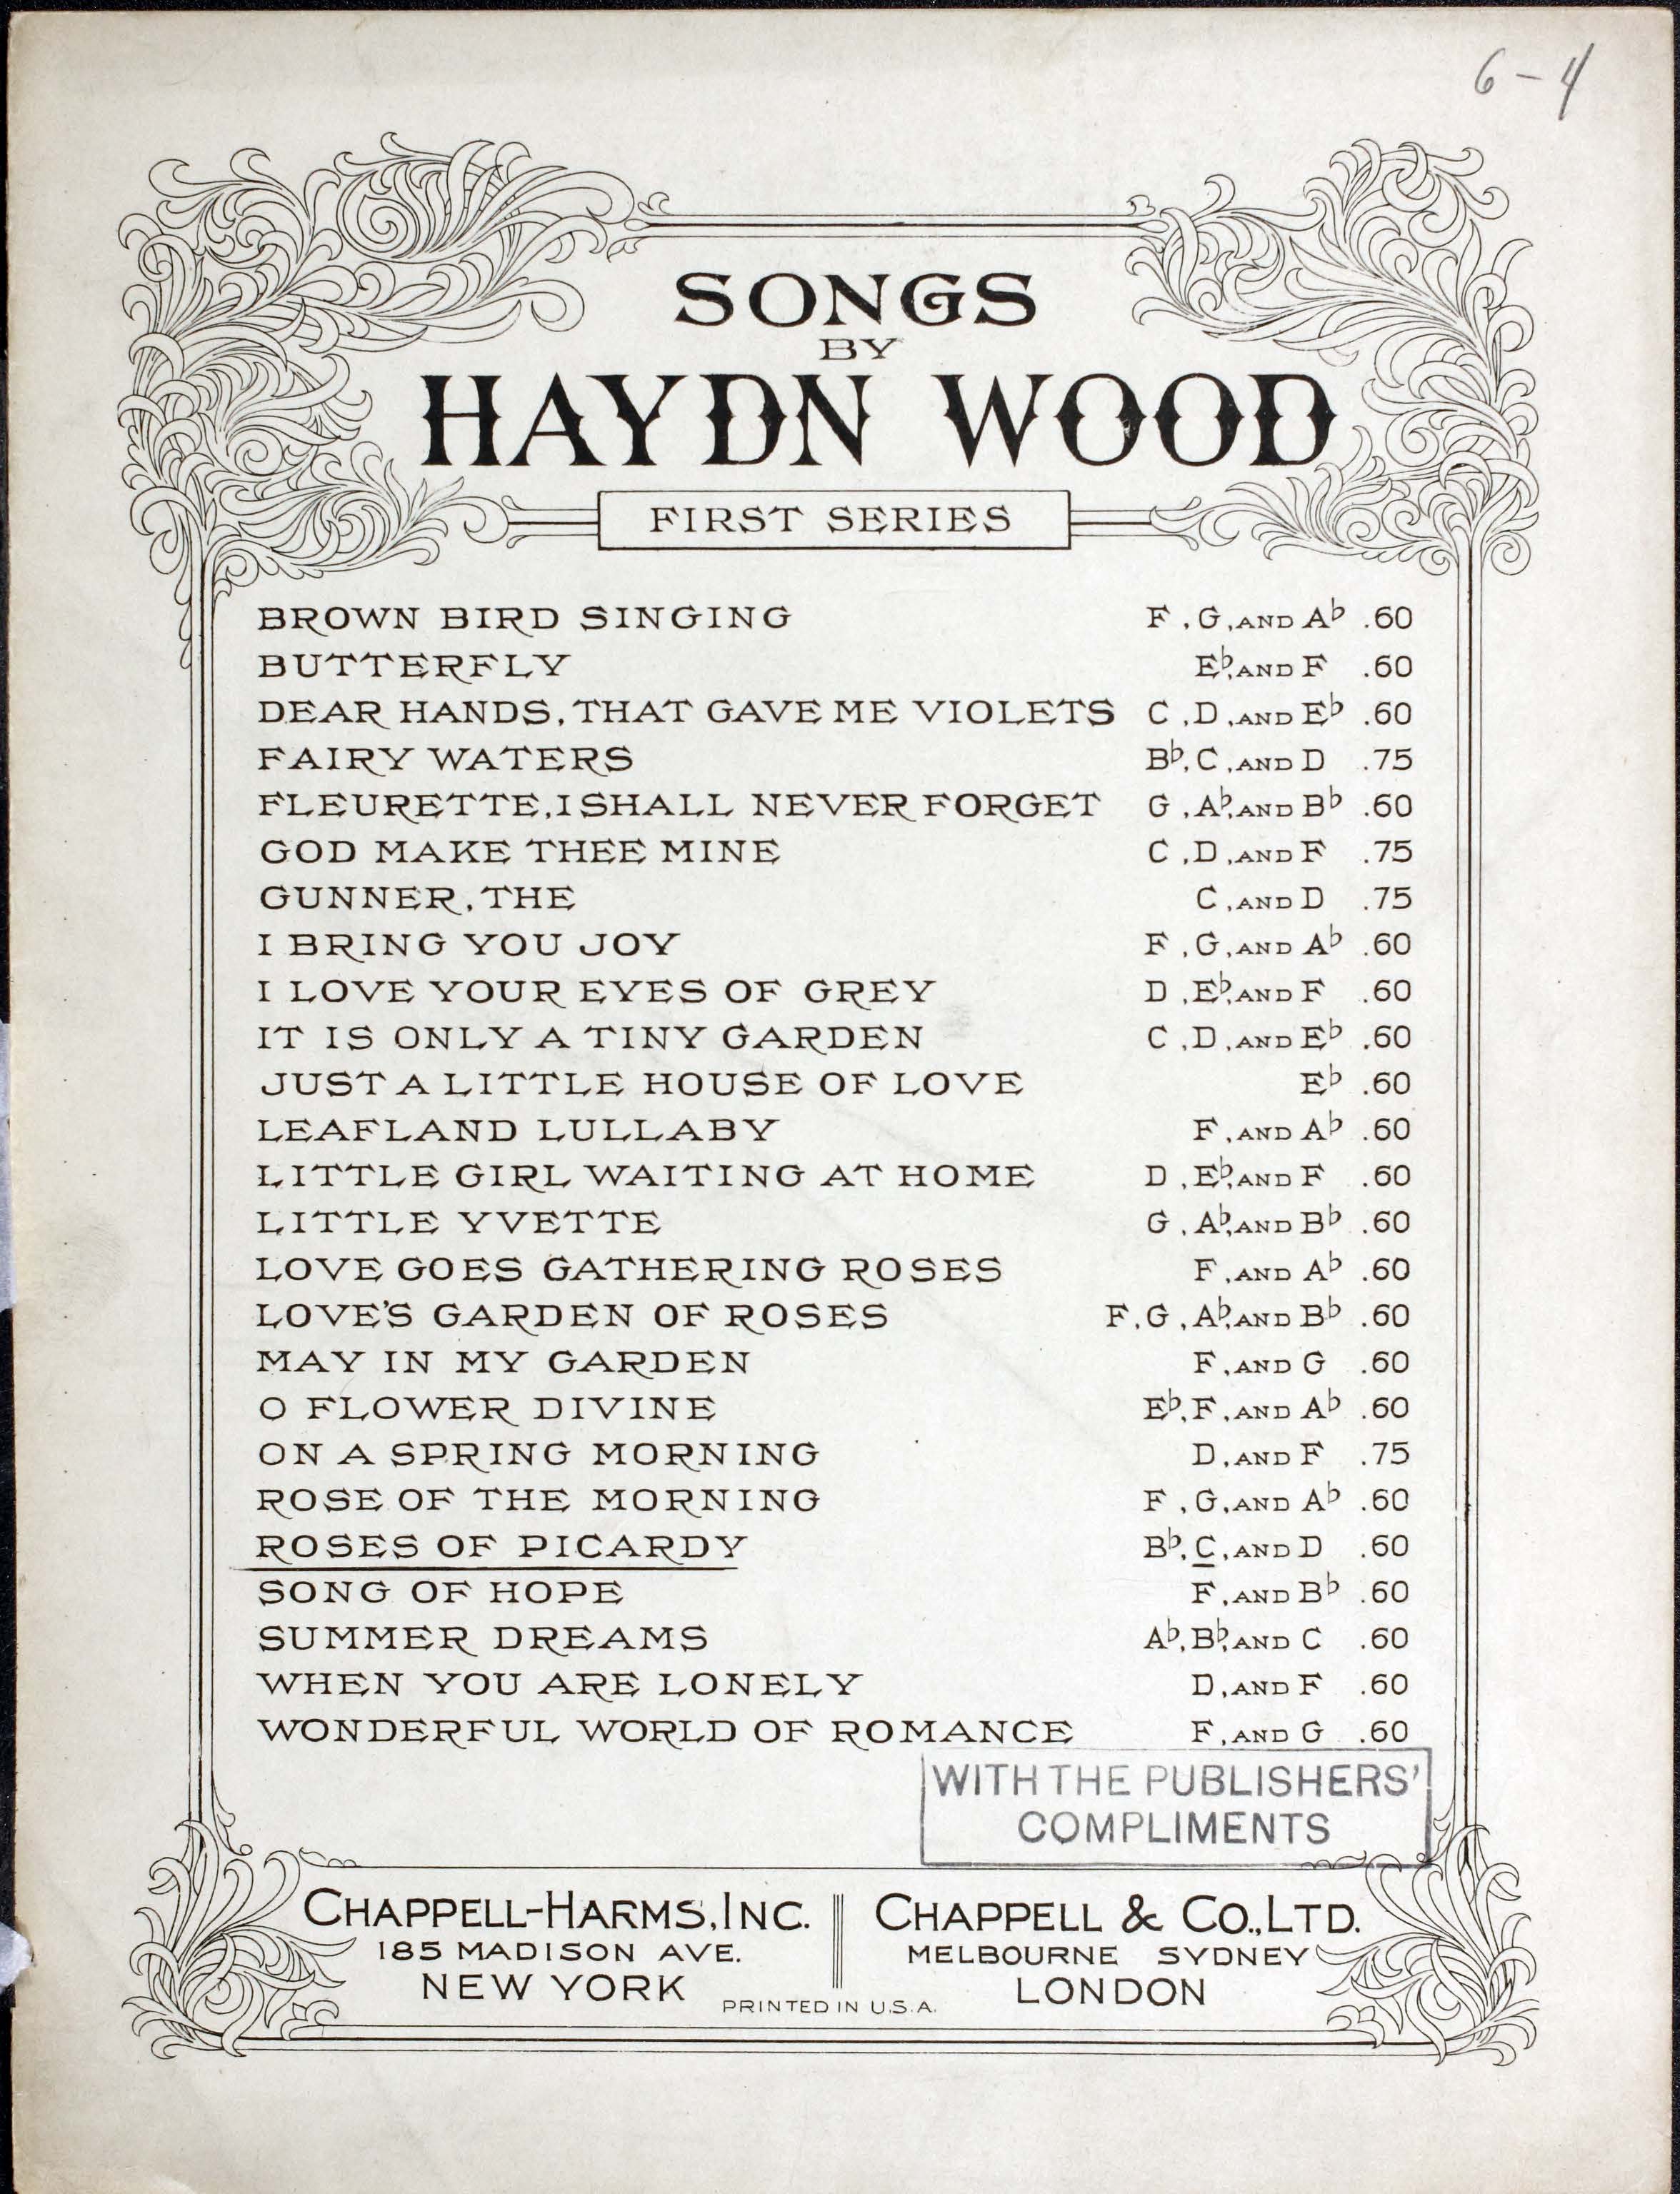 6-4
SONGS
BY
HAYDN WOOD
FIRST SERIES
BROWN BIRD SINGING F, G, AND A♭ .60
BUTTERFLY E♭, AND F .60
DEAR HANDS, THAT GAVE ME VIOLETS C, D, AND E♭ .60
FAIRY WATERS B♭, C, AND D .75
FLEURETTE, I SHALL NEVER FORGET G, A♭, AND B♭ .60
GOD MAKE THEE MINE C, D, AND F .75
GUNNER, THE C, AND D .75
I BRING YOU JOY F, G, AND A♭ .60
I LOVE YOUR EYES OF GREY D, E♭, AND F .60
IT IS ONLY A TINY GARDEN C, D, AND E♭ .60
JUST A LITTLE HOUSE OF LOVE E♭ .60
LEAFLAND LULLABY F, AND A♭ .60
LITTLE GIRL WAITING AT HOME D, E♭, AND F .60
LITTLE YVETTE G, A♭, AND B♭ .60
LOVE GOES GATHERING ROSES F, AND A♭ .60
LOVE'S GARDEN OF ROSES F, G, A♭, AND B♭ .60
MAY IN MY GARDEN F, AND G .60
O FLOWER DIVINE E♭, F, AND A♭ .60
ON A SPRING MORNING D, AND F .75
ROSE OF THE MORNING F, G, AND A♭ .60
ROSES OF PICARDY B♭, C, AND D .60
SONG OF HOPE F, AND B♭ .60
SUMMER DREAMS A♭, B♭, AND C .60
WHEN YOU ARE LONELY D, AND F .60
WONDERFUL WORLD OF ROMANCE F, AND G .60
WITH THE PUBLISHERS'
COMPLIMENTS
CHAPPELL-HARMS, INC.
185 MADISON AVE.
NEW YORK
CHAPPELL & CO., LTD.
MELBOURNE SYDNEY
LONDON
PRINTED IN U.S.A.